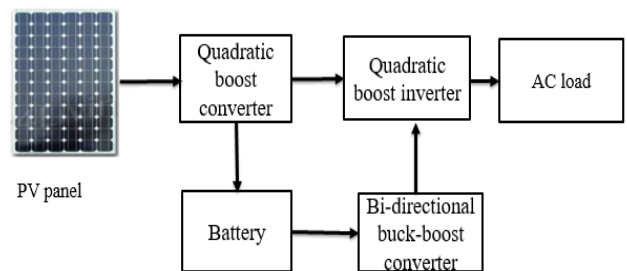 Quadratic
boost
converter
Quadratic
boost inverter
AC load
PV panel
Battery
Bi-directional
buck-boost
converter